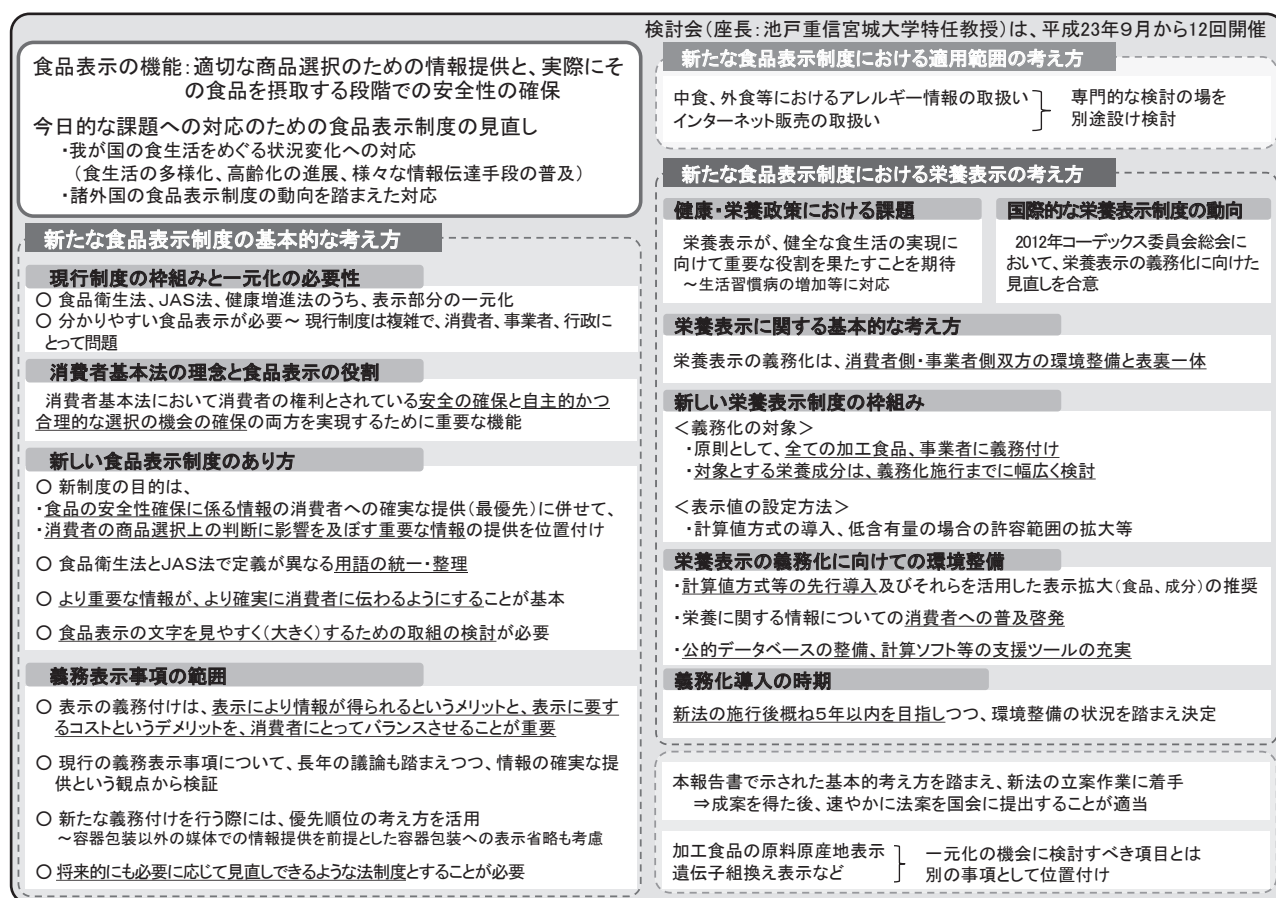 検討会（座長：池戸重信宮城大学特任教授）は、平成23年9月から12回開催
食品表示の機能：適切な商品選択のための情報提供と、実際にそ
の食品を摂取する段階での安全性の確保
今日的な課題への対応のための食品表示制度の見直し
・我が国の食生活をめぐる状況変化への対応
（食生活の多様化、高齢化の進展、様々な情報伝達手段の普及）
・諸外国の食品表示制度の動向を踏まえた対応
新たな食品表示制度の基本的な考え方
現行制度の枠組みと一元化の必要性
○ 食品衛生法、JAS法、健康増進法のうち、表示部分の一元化
○ 分かりやすい食品表示が必要～ 現行制度は複雑で、消費者、事業者、行政に
とって問題
消費者基本法の理念と食品表示の役割
消費者基本法において消費者の権利とされている安全の確保と自主的かつ
合理的な選択の機会の確保の両方を実現するために重要な機能
新しい食品表示制度のあり方
○ 新制度の目的は、
・食品の安全性確保に係る情報の消費者への確実な提供（最優先）に併せて、
・消費者の商品選択上の判断に影響を及ぼす重要な情報の提供を位置付け
○ 食品衛生法とJAS法で定義が異なる用語の統一・整理
○ より重要な情報が、より確実に消費者に伝わるようにすることが基本
○ 食品表示の文字を見やすく（大きく）するための取組の検討が必要
義務表示事項の範囲
○ 表示の義務付けは、表示により情報が得られるというメリットと、表示に要す
るコストというデメリットを、消費者にとってバランスさせることが重要
○ 現行の義務表示事項について、長年の議論も踏まえつつ、情報の確実な提
供という観点から検証
○ 新たな義務付けを行う際には、優先順位の考え方を活用
～容器包装以外の媒体での情報提供を前提とした容器包装への表示省略も考慮
○ 将来的にも必要に応じて見直しできるような法制度とすることが必要
新たな食品表示制度における適用範囲の考え方
中食、外食等におけるアレルギー情報の取扱い
インターネット販売の取扱い
専門的な検討の場を
別途設け検討
新たな食品表示制度における栄養表示の考え方
健康・栄養政策における課題
栄養表示が、健全な食生活の実現に
向けて重要な役割を果たすことを期待
～生活習慣病の増加等に対応
国際的な栄養表示制度の動向
2012年コーデックス委員会総会に
おいて、栄養表示の義務化に向けた
見直しを合意
栄養表示に関する基本的な考え方
栄養表示の義務化は、消費者側・事業者側双方の環境整備と表裏一体
新しい栄養表示制度の枠組み
＜義務化の対象＞
・原則として、全ての加工食品、事業者に義務付け
・対象とする栄養成分は、義務化施行までに幅広く検討
＜表示値の設定方法＞
・計算値方式の導入、低含有量の場合の許容範囲の拡大等
栄養表示の義務化に向けての環境整備
・計算値方式等の先行導入及びそれらを活用した表示拡大（食品、成分）の推奨
・栄養に関する情報についての消費者への普及啓発
・公的データベースの整備、計算ソフト等の支援ツールの充実
義務化導入の時期
新法の施行後概ね5年以内を目指しつつ、環境整備の状況を踏まえ決定
本報告書で示された基本的考え方を踏まえ、新法の立案作業に着手
⇒成案を得た後、速やかに法案を国会に提出することが適当
加工食品の原料原産地表示
遺伝子組換え表示など
一元化の機会に検討すべき項目とは
別の事項として位置付け